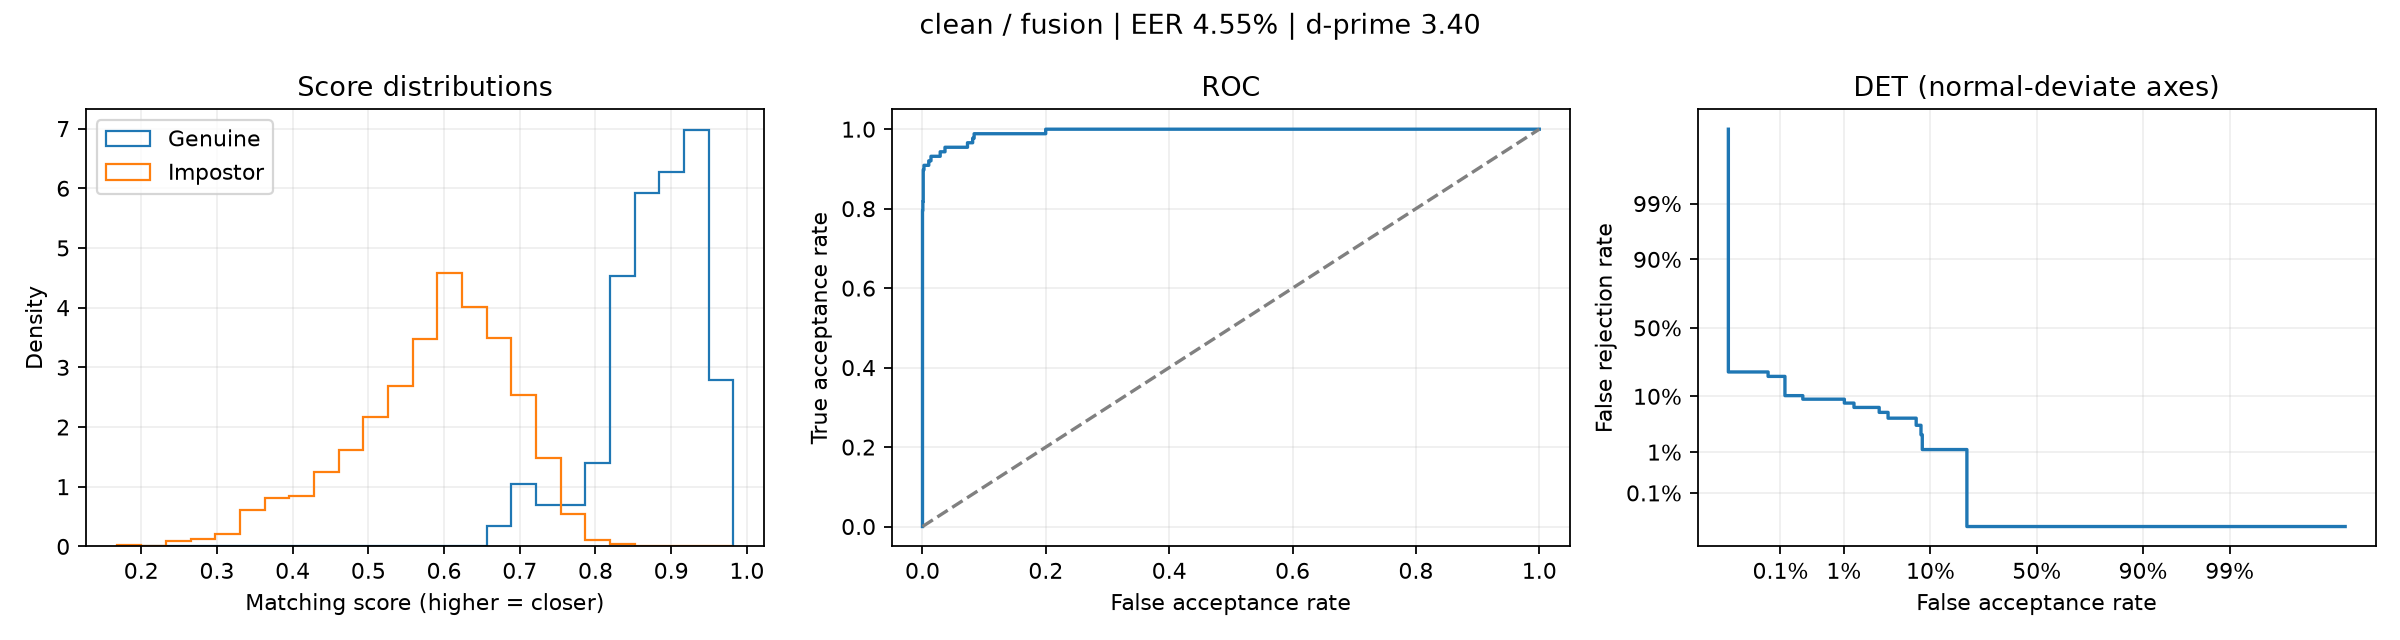 clean / fusion | EER 4.55% | d-prime 3.40
Score distributions
7
6
5
4
3
2
1
0
Density
Genuine
Impostor
0.2 0.3 0.4 0.5 0.6 0.7 0.8 0.9 1.0
Matching score (higher = closer)
ROC
1.0
0.8
0.6
0.4
0.2
0.0
True acceptance rate
0.0 0.2 0.4 0.6 0.8 1.0
False acceptance rate
DET (normal-deviate axes)
99%
90%
50%
10%
1%
0.1%
False rejection rate
0.1% 1% 10% 50% 90% 99%
False acceptance rate